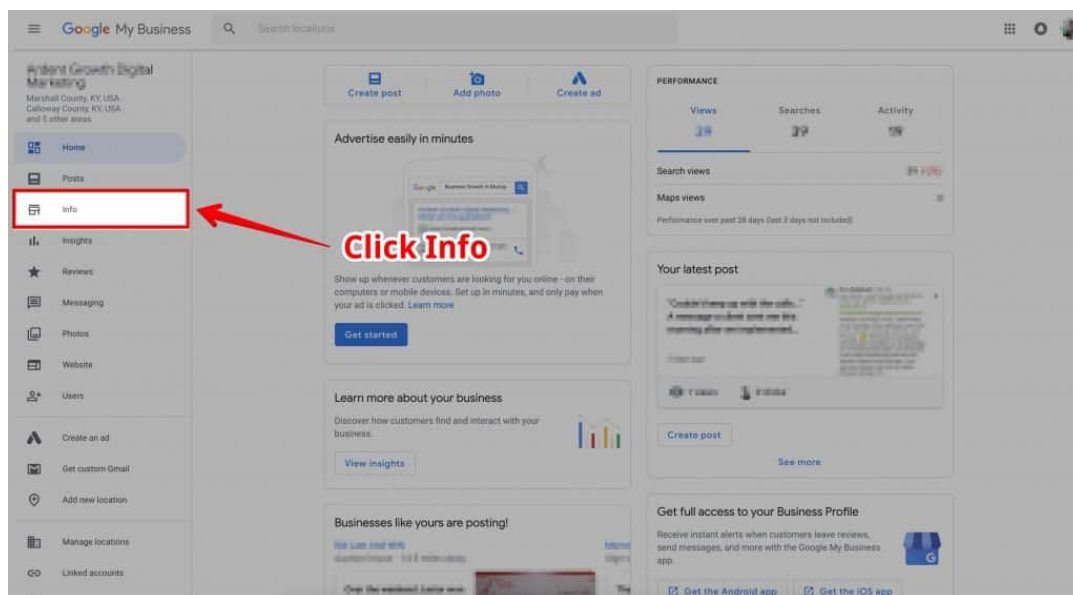 Google My Business
Search locations
Ardent Growth Digital
Marketing
Marshall County, KY, USA
Calloway County, KY, USA
and 5 other areas
Home
Posts
Info
Insights
Reviews
Messaging
Photos
Website
Users
Create an ad
Get custom Gmail
Add new location
Manage locations
Linked accounts
Create post
Add photo
Create ad
Advertise easily in minutes
Google
Click Info
Show up whenever customers are looking for you online - on their
computers or mobile devices. Set up in minutes, and only pay when
your ad is clicked. Learn more
Get started
Learn more about your business
Discover how customers find and interact with your
business.
View insights
Businesses like yours are posting!
PERFORMANCE
Views
Searches
Activity
Search views
Maps views
Performance over past 28 days (last 3 days not included)
Your latest post
Create post
See more
Get full access to your Business Profile
Receive instant alerts when customers leave reviews,
send messages, and more with the Google My Business
app.
Get the Android app
Get the iOS app